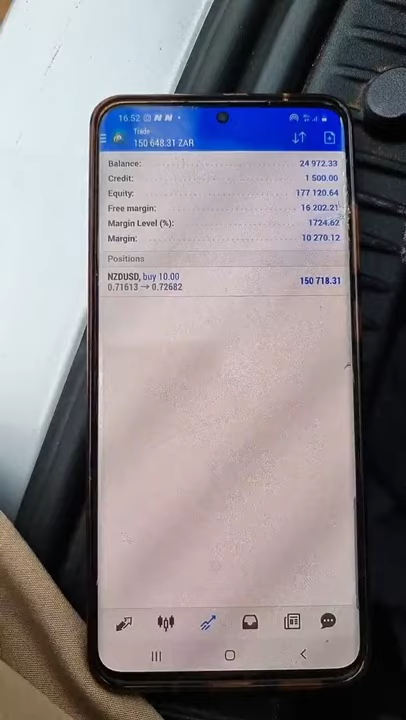 16:52
Trade
150 648.31 ZAR
Balance: 24 972.33
Credit: 1 500.00
Equity: 177 120.64
Free margin: 16 202.21
Margin Level (%): 1724.62
Margin: 10 270.12
Positions
NZDUSD, buy 10.00
0.71613 → 0.72682 150 718.31